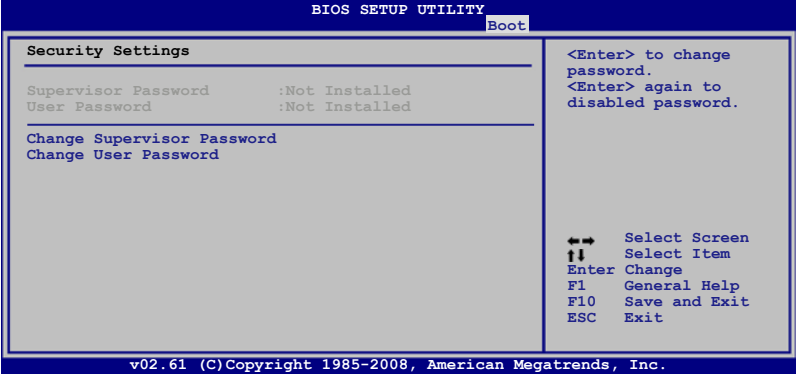 BIOS SETUP UTILITY
Boot
Security Settings
Supervisor Password :Not Installed
User Password :Not Installed
Change Supervisor Password
Change User Password
<Enter> to change
password.
<Enter> again to
disabled password.
Select Screen
Select Item
Enter Change
F1 General Help
F10 Save and Exit
ESC Exit
v02.61 (C)Copyright 1985-2008, American Megatrends, Inc.